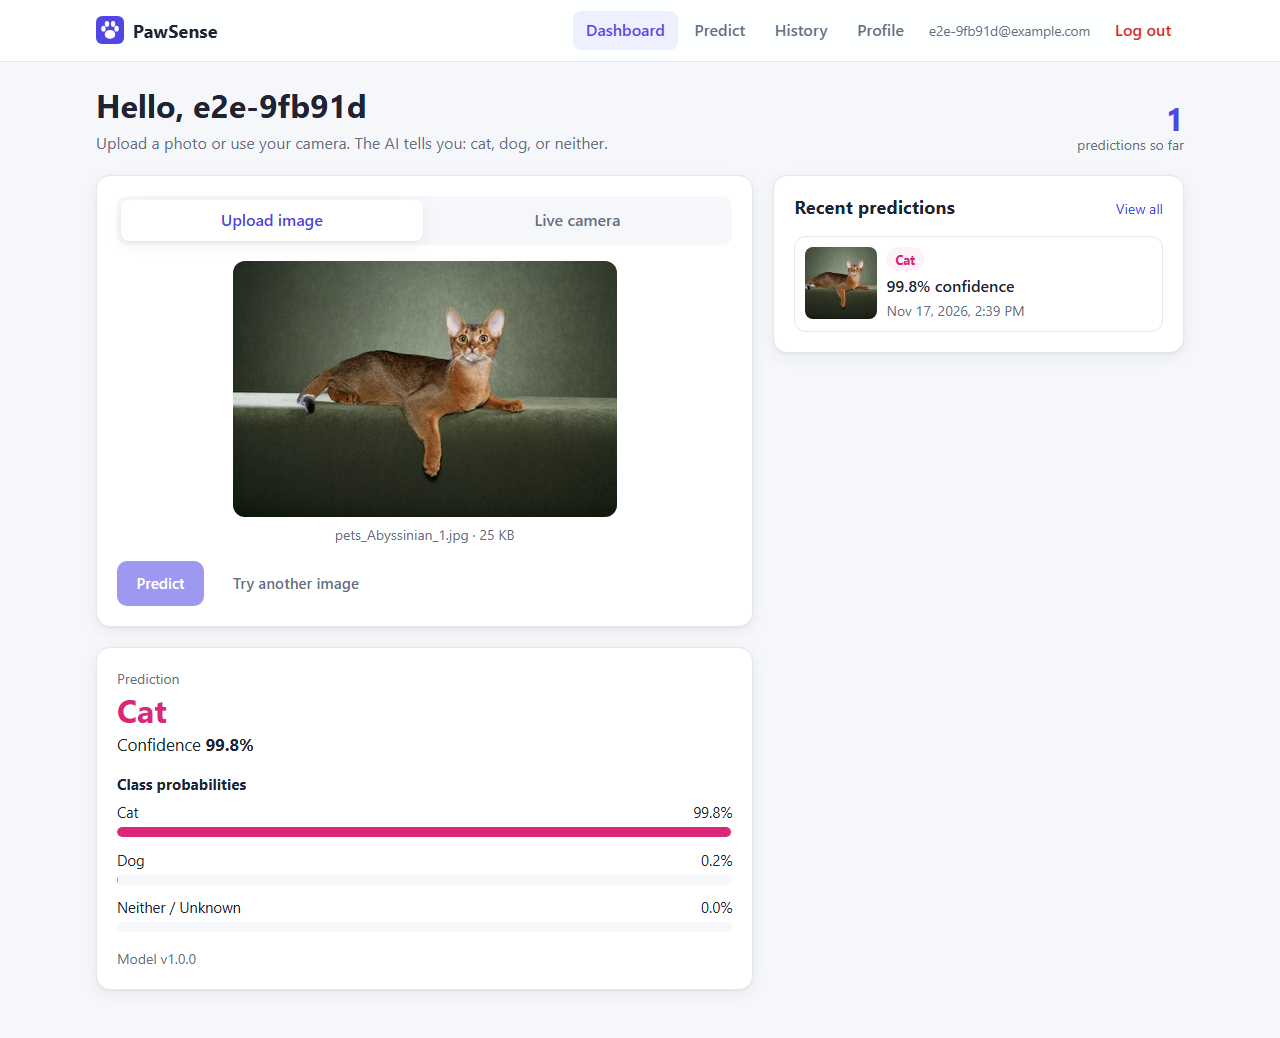 PawSense
Dashboard
Predict
History
Profile
e2e-9fb91d@example.com
Log out
Hello, e2e-9fb91d
Upload a photo or use your camera. The AI tells you: cat, dog, or neither.
1
predictions so far
Upload image
Live camera
pets_Abyssinian_1.jpg · 25 KB
Predict
Try another image
Recent predictions
View all
Cat
99.8% confidence
Nov 17, 2026, 2:39 PM
Prediction
Cat
Confidence 99.8%
Class probabilities
Cat 99.8%
Dog 0.2%
Neither / Unknown 0.0%
Model v1.0.0